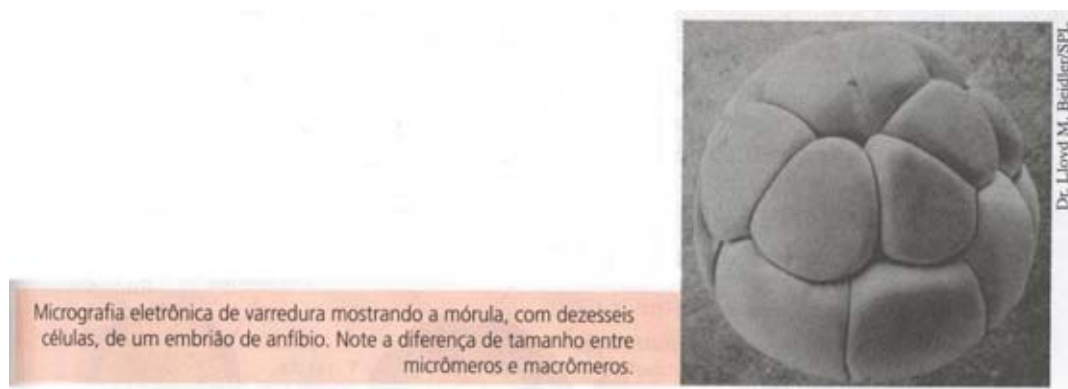 Micrografia eletrônica de varredura mostrando a mórula, com dezesseis
células, de um embrião de anfíbio. Note a diferença de tamanho entre
micrômeros e macrômeros.
Dr. Lloyd M. Beidler/SPL